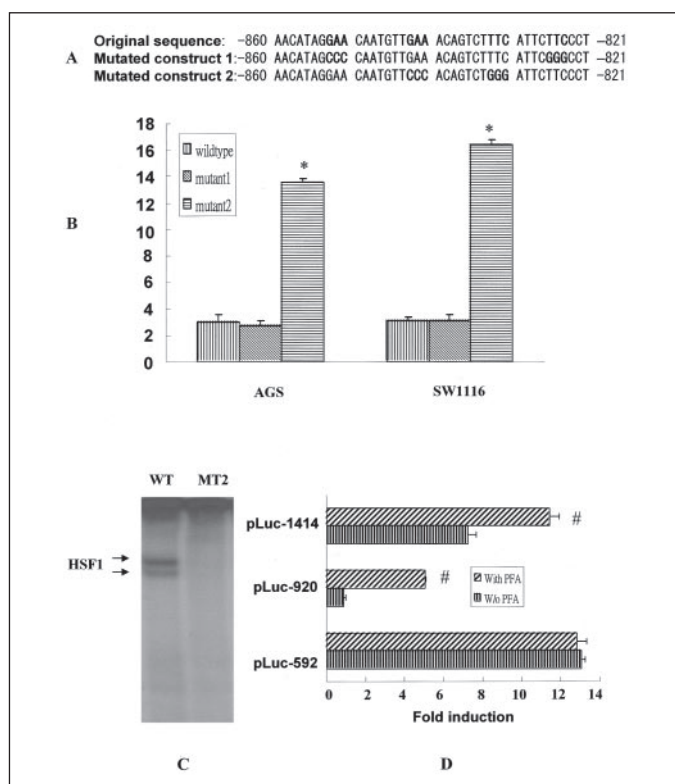 Original sequence: -860 AACATAGGAA CAATGTTGAA ACAGTCTTTC ATTCTTCCCT -821
A
Mutated construct 1:-860 AACATAGCCC CAATGTTGAA ACAGTCTTTC ATTCGGGCCT -821
Mutated construct 2:-860 AACATAGGAA CAATGTTCCC ACAGTCTGGG ATTCTTCCCT -821
18
16
14
12
10
8
6
4
2
0
B
wildtype
mutant1
mutant2
*
*
AGS
SW1116
WT MT2
HSF1
C
pLuc-1414
pLuc-920
pLuc-592
#
#
With PFA
W/o PFA
0 2 4 6 8 10 12 14
Fold induction
D